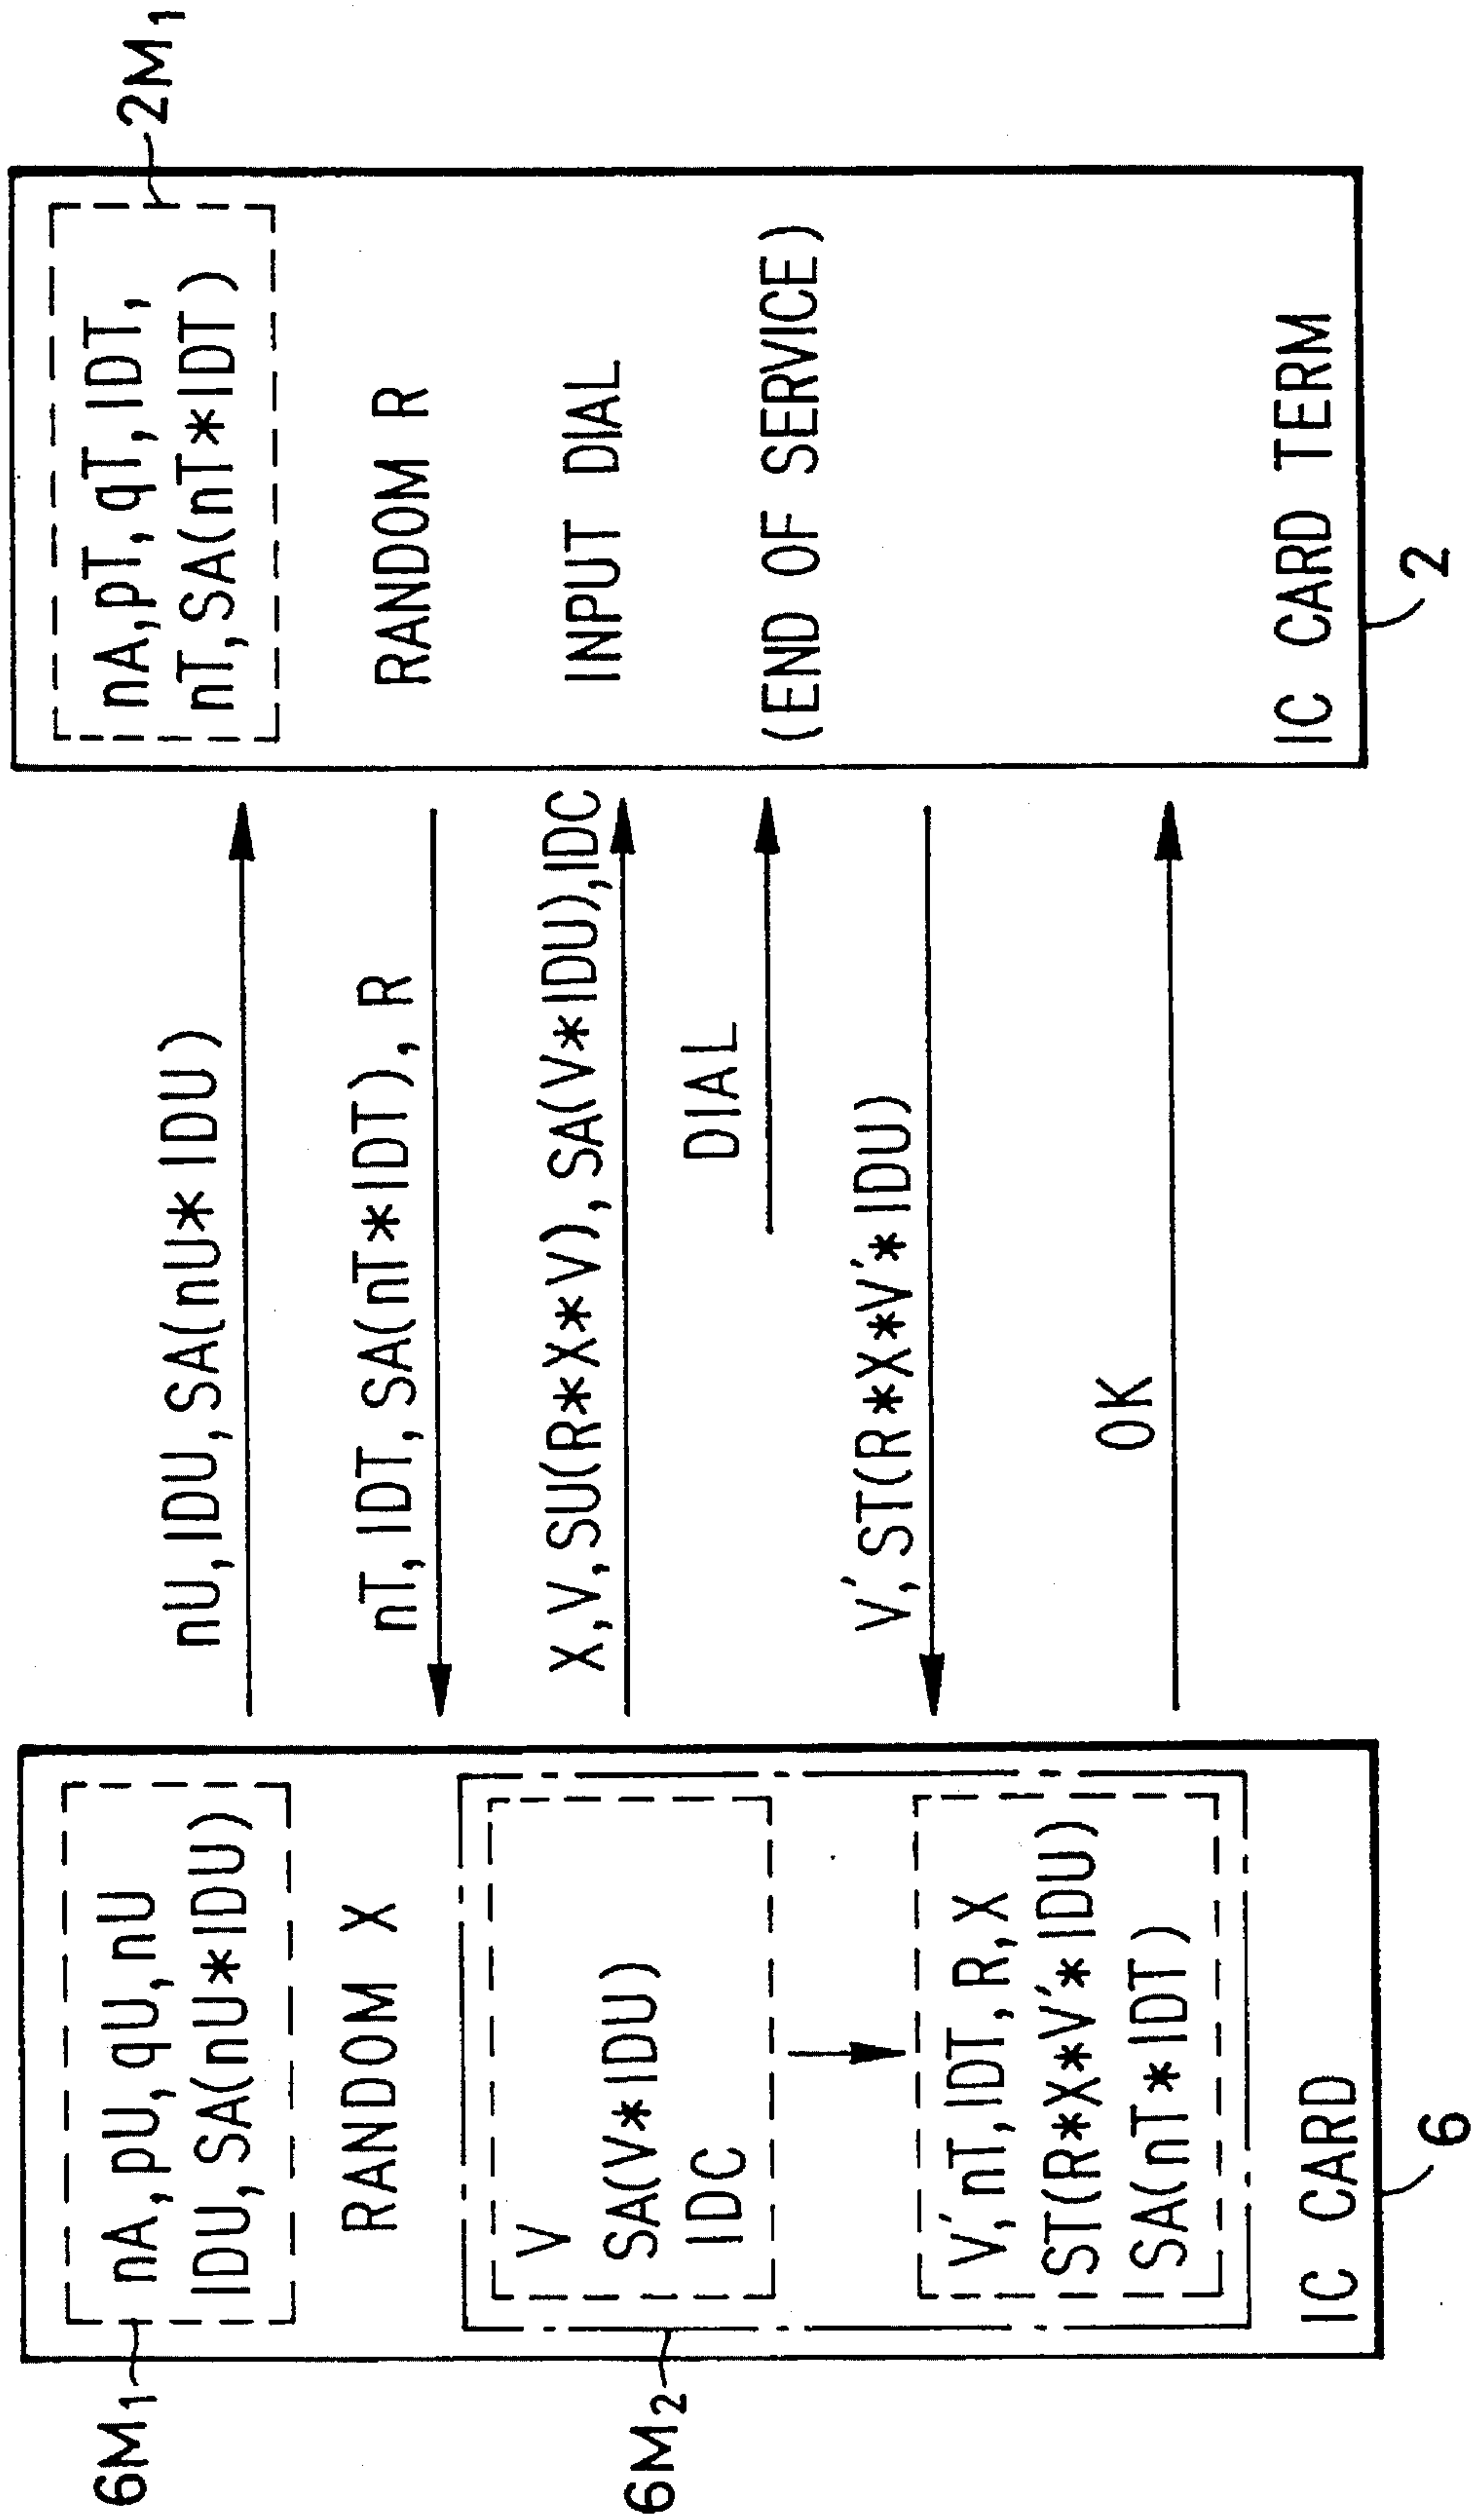 6M1
nA,pU,qU,nU
IDU,SA(nU*IDU)
RANDOM X
6M2
V
SA(V*IDU)
IDC
V',nT,IDT,R,X
ST(R*X*V'*IDU)
SA(nT*IDT)
IC CARD
6
nU,IDU,SA(nU*IDU)
nT,IDT,SA(nT*IDT),R
X,V,SU(R*X*V),SA(V*IDU),IDC
DIAL
V',ST(R*X*V'*IDU)
OK
2M1
nA,pT,qT,IDT,
nT,SA(nT*IDT)
RANDOM R
INPUT DIAL
(END OF SERVICE)
IC CARD TERM
2